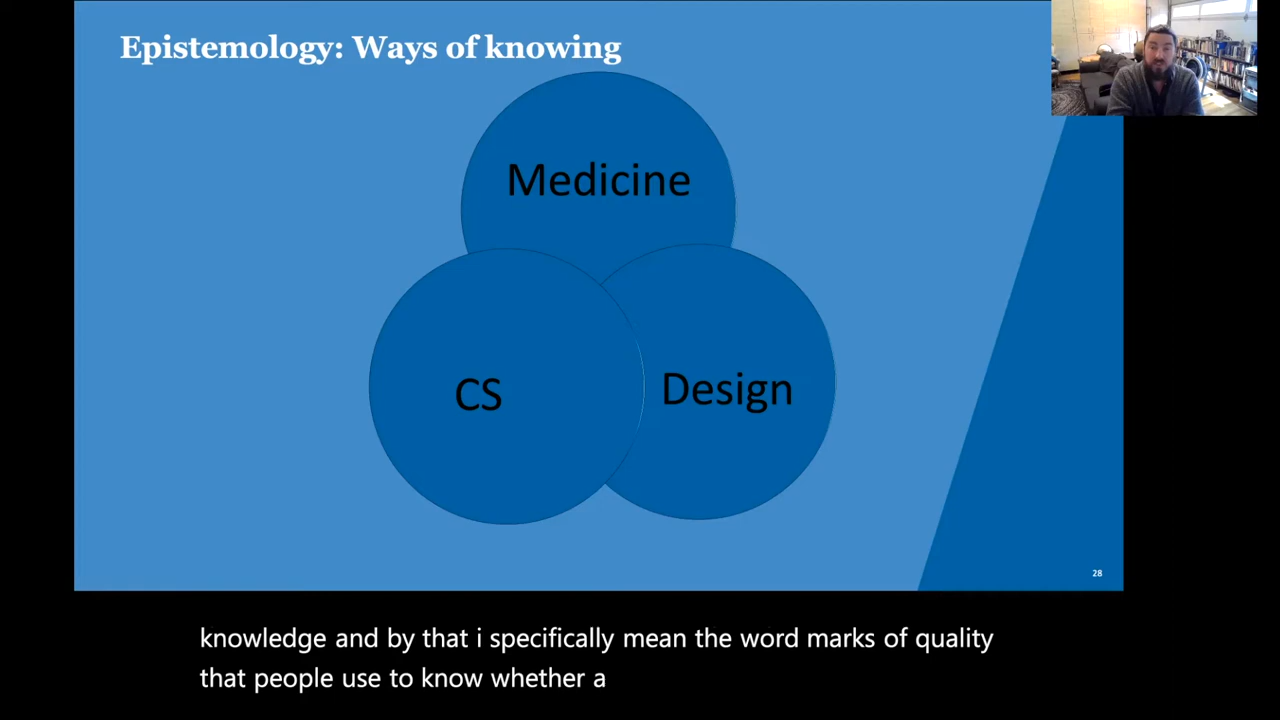 Epistemology: Ways of knowing
Medicine
CS
Design
28
knowledge and by that i specifically mean the word marks of quality
that people use to know whether a